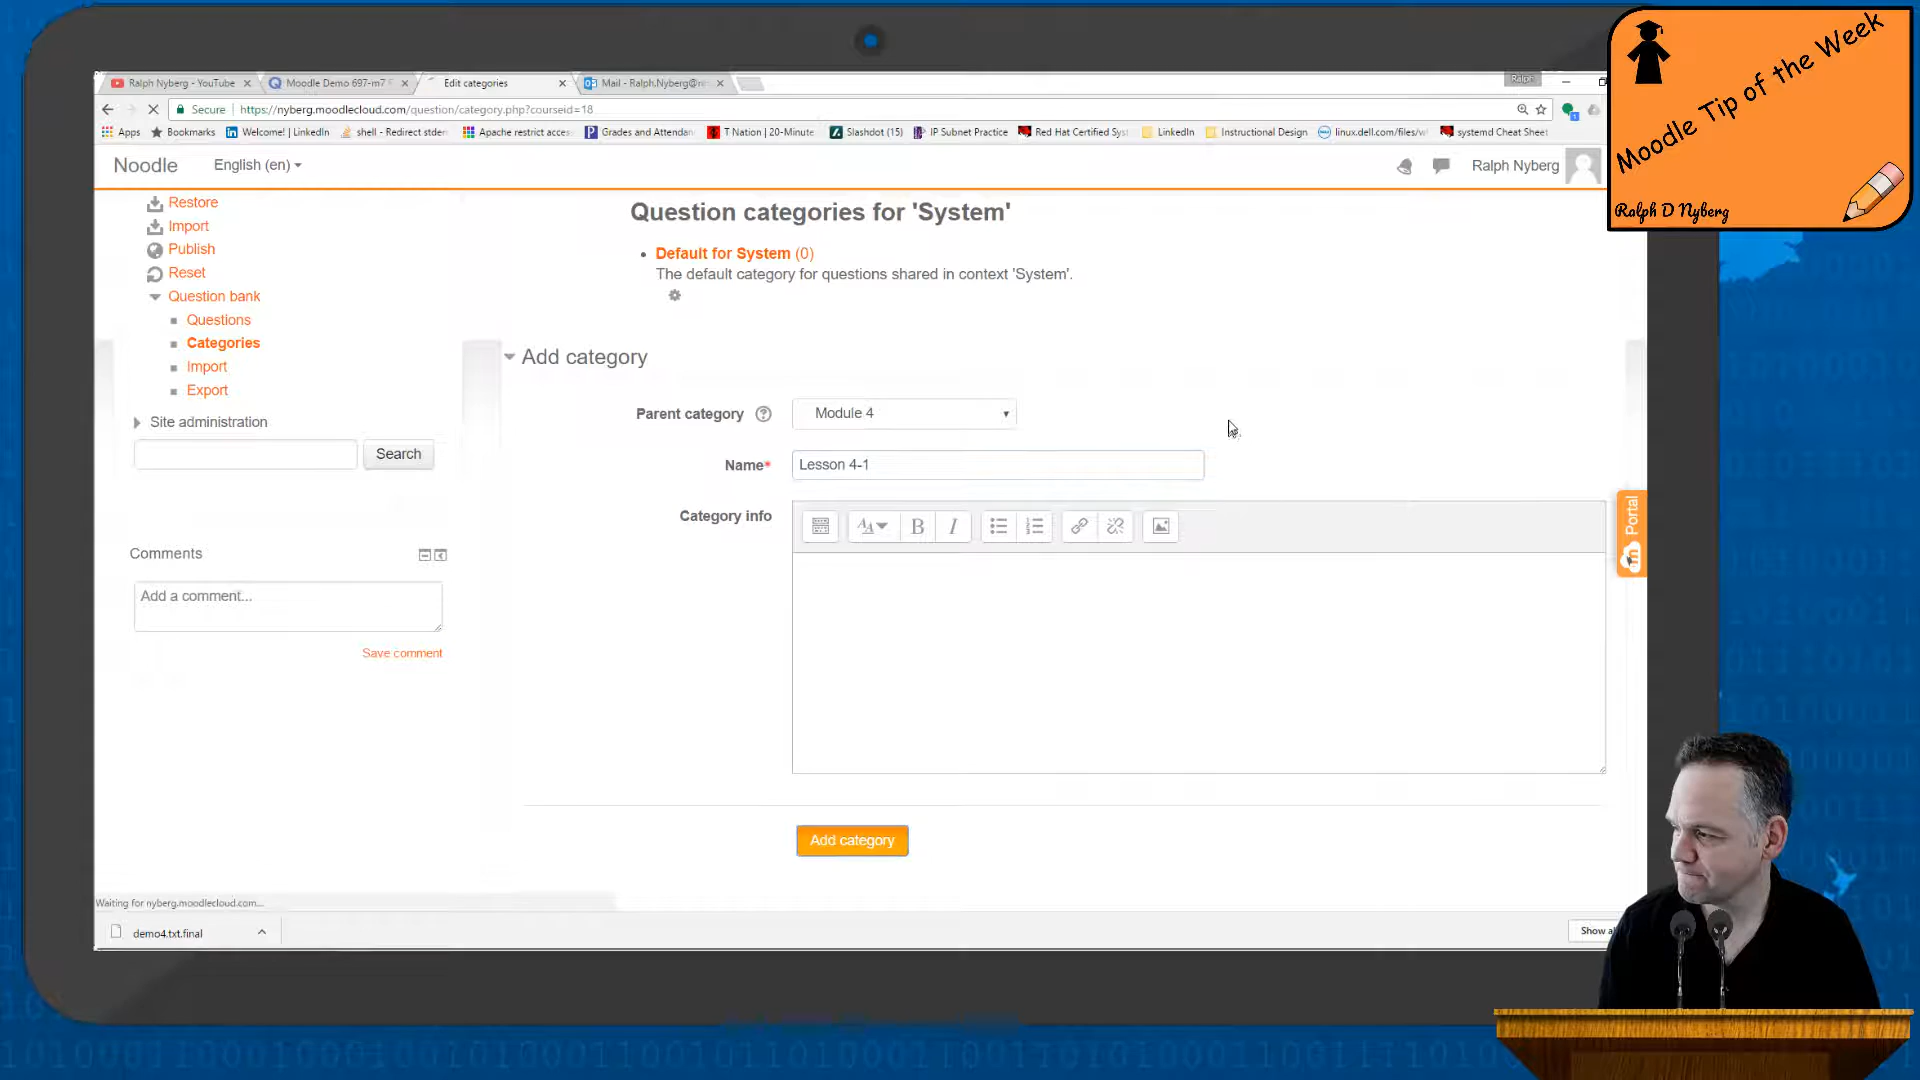 Moodle Tip of the Week
Ralph D Nyberg
Ralph Nyberg - YouTube
Moodle Demo 697-m7
Edit categories
Mail - Ralph.Nyberg@
Ralph
Secure | https://nyberg.moodlecloud.com/question/category.php?courseid=18
Apps
Bookmarks
Welcome! | LinkedIn
shell - Redirect stderr
Apache restrict acces
Grades and Attendan
T Nation | 20-Minute
Slashdot (15)
IP Subnet Practice
Red Hat Certified Sys
LinkedIn
Instructional Design
linux.dell.com/files/w
systemd Cheat Sheet
Noodle
English (en)
Ralph Nyberg
Restore
Import
Publish
Reset
Question bank
Questions
Categories
Import
Export
Site administration
Search
Comments
Add a comment...
Save comment
Question categories for 'System'
Default for System (0)
The default category for questions shared in context 'System'.
Add category
Parent category
Module 4
Name*
Lesson 4-1
Category info
Add category
Portal
Waiting for nyberg.moodlecloud.com...
demo4.txt.final
Show